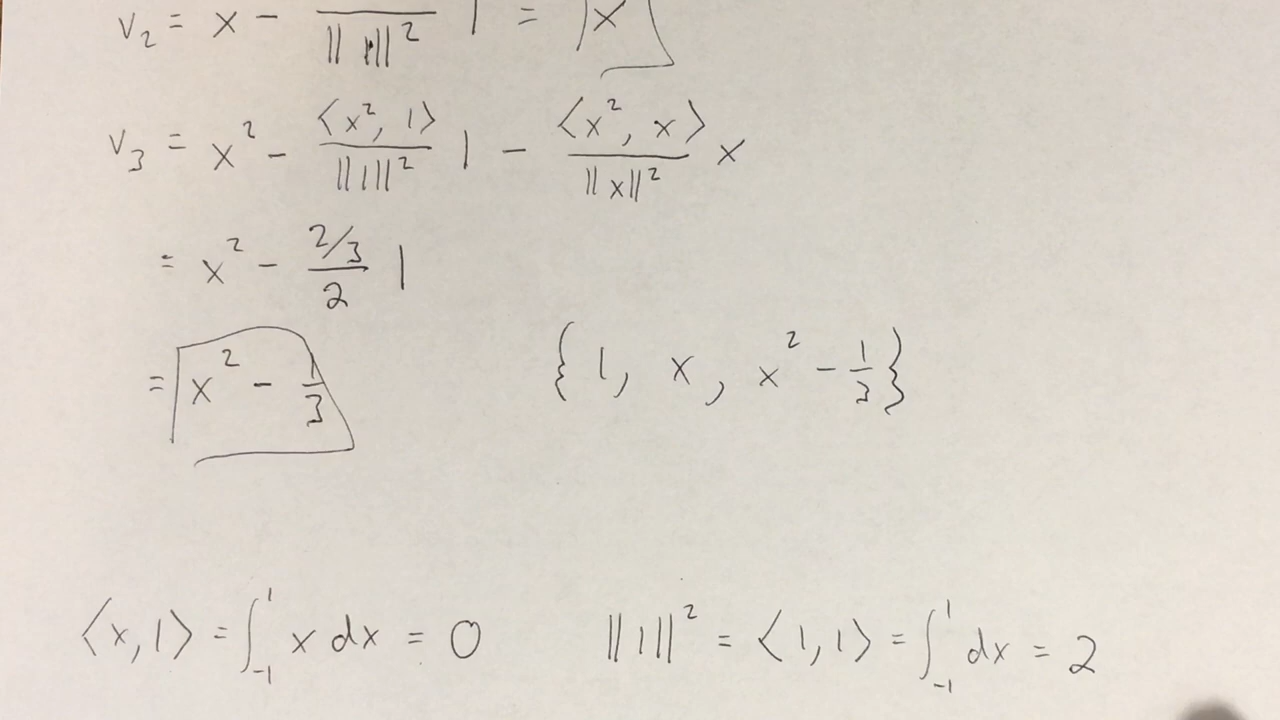 v₂ = x − ‾‾‾/‖1‖² 1 = x
v₃ = x² − ⟨x², 1⟩/‖1‖² 1 − ⟨x², x⟩/‖x‖² x
= x² − (2/3)/2 1
= x² − 1/3
{1, x, x² − 1/3}
⟨x,1⟩ = ∫₋₁¹ x dx = 0
‖1‖² = ⟨1,1⟩ = ∫₋₁¹ dx = 2